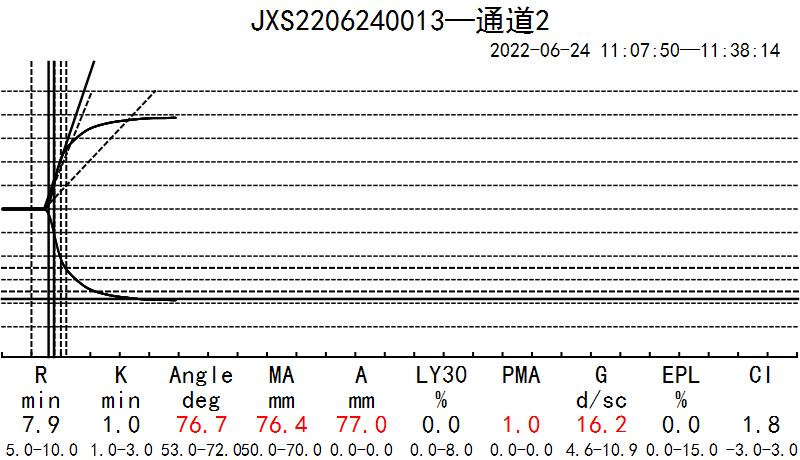 JXS2206240013—通道2
2022-06-24 11:07:50—11:38:14
R K Angle MA A LY30 PMA G EPL CI
min min deg mm mm % d/sc %
7.9 1.0 76.7 76.4 77.0 0.0 1.0 16.2 0.0 1.8
5.0-10.0 1.0-3.0 53.0-72.0 50.0-70.0 0.0-0.0 0.0-8.0 0.0-0.0 4.6-10.9 0.0-15.0 -3.0-3.0